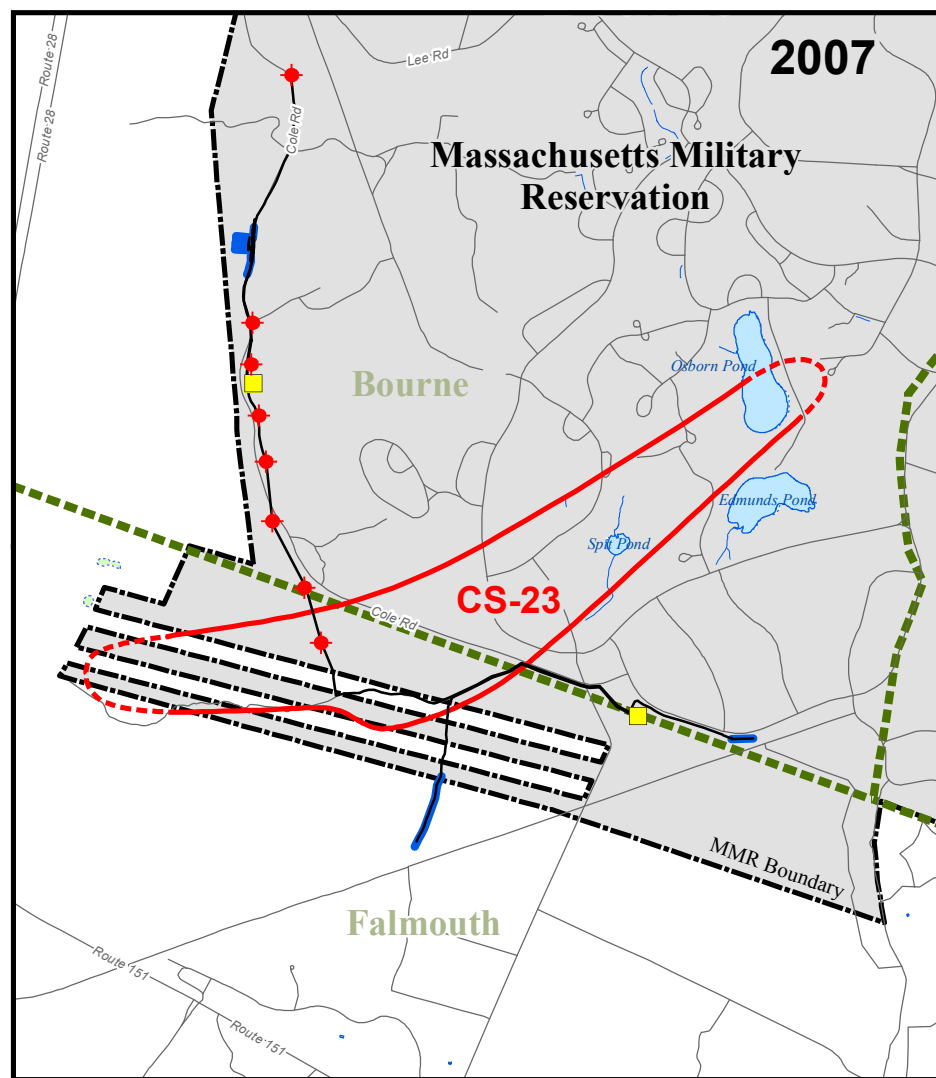 2007
Route 28
Route 28
Lee Rd
Cole Rd
Massachusetts Military
Reservation
Osborn Pond
Bourne
Edmunds Pond
Spit Pond
CS-23
Cole Rd
MMR Boundary
Falmouth
Route 151
Route 151